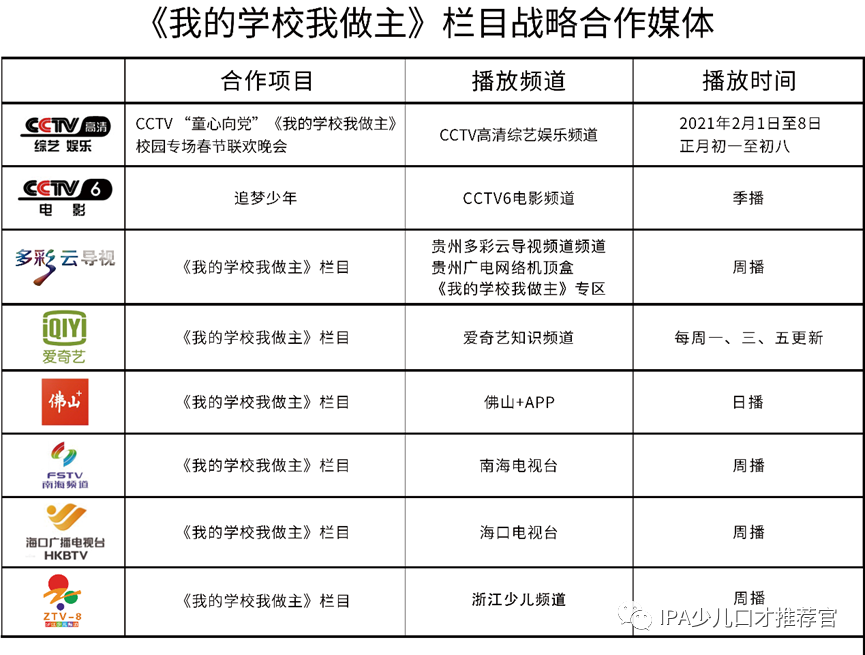 《我的学校我做主》栏目战略合作媒体
合作项目
播放频道
播放时间
CCTV 高清
综艺 娱乐
CCTV “童心向党” 《我的学校我做主》
校园专场春节联欢晚会
CCTV高清综艺娱乐频道
2021年2月1日至8日
正月初一至初八
CCTV 6
电 影
追梦少年
CCTV6电影频道
季播
多彩云导视
《我的学校我做主》栏目
贵州多彩云导视频道频道
贵州广电网络机顶盒
《我的学校我做主》专区
周播
iQIYI
爱奇艺
《我的学校我做主》栏目
爱奇艺知识频道
每周一、三、五更新
佛山+
《我的学校我做主》栏目
佛山+APP
日播
FSTV
南海频道
《我的学校我做主》栏目
南海电视台
周播
海口广播电视台
HKBTV
《我的学校我做主》栏目
海口电视台
周播
ZTV-8
《我的学校我做主》栏目
浙江少儿频道
周播
IPA少儿口才推荐官